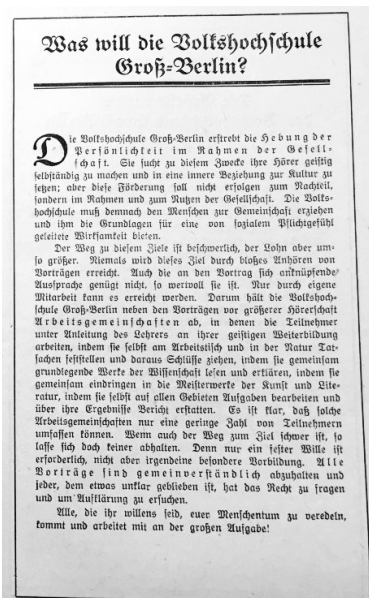 Was will die Volkshochschule
Groß-Berlin?
Die Volkshochschule Groß-Berlin erstrebt die Hebung der
Persönlichkeit im Rahmen der Gesell-
schaft. Sie sucht zu diesem Zwecke ihre Hörer geistig
selbständig zu machen und in eine innere Beziehung zur Kultur zu
setzen; aber diese Förderung soll nicht erfolgen zum Nachteil,
sondern im Rahmen und zum Nutzen der Gesellschaft. Die Volks-
hochschule muß demnach den Menschen zur Gemeinschaft erziehen
und ihm die Grundlagen für eine von sozialem Pflichtgefühl
geleitete Wirksamkeit bieten.
Der Weg zu diesem Ziele ist beschwerlich, der Lohn aber um-
so größer. Niemals wird dieses Ziel durch bloßes Anhören von
Vorträgen erreicht. Auch die an den Vortrag sich anknüpfende
Aussprache genügt nicht, so wertvoll sie ist. Nur durch eigene
Mitarbeit kann es erreicht werden. Darum hält die Volkshoch-
schule Groß-Berlin neben den Vorträgen vor größerer Hörerschaft
Arbeitsgemeinschaften ab, in denen die Teilnehmer
unter Anleitung des Lehrers an ihrer geistigen Weiterbildung
arbeiten, indem sie selbst am Arbeitstisch und in der Natur Tat-
sachen feststellen und daraus Schlüsse ziehen, indem sie gemeinsam
grundlegende Werke der Wissenschaft lesen und erklären, indem sie
gemeinsam eindringen in die Meisterwerke der Kunst und Lite-
ratur, indem sie selbst auf allen Gebieten Aufgaben bearbeiten und
über ihre Ergebnisse Bericht erstatten. Es ist klar, daß solche
Arbeitsgemeinschaften nur eine geringe Zahl von Teilnehmern
umfassen können. Wenn auch der Weg zum Ziel schwer ist, so
lasse sich doch keiner abhalten. Denn nur ein fester Wille ist
erforderlich, nicht aber irgendeine besondere Vorbildung. Alle
Vorträge sind gemeinverständlich abzuhalten und
jeder, dem etwas unklar geblieben ist, hat das Recht zu fragen
und um Aufklärung zu ersuchen.
Alle, die ihr willens seid, euer Menschentum zu veredeln,
kommt und arbeitet mit an der großen Aufgabe!